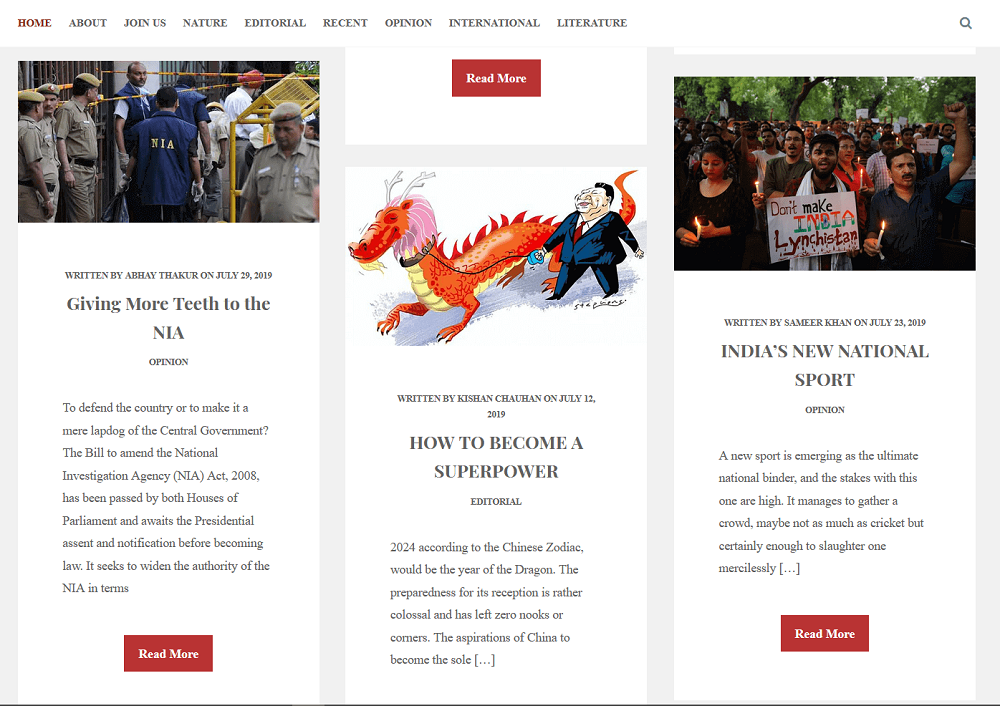 HOME ABOUT JOIN US NATURE EDITORIAL RECENT OPINION INTERNATIONAL LITERATURE
NIA
WRITTEN BY ABHAY THAKUR ON JULY 29, 2019
Giving More Teeth to the
NIA
OPINION
To defend the country or to make it a
mere lapdog of the Central Government?
The Bill to amend the National
Investigation Agency (NIA) Act, 2008,
has been passed by both Houses of
Parliament and awaits the Presidential
assent and notification before becoming
law. It seeks to widen the authority of the
NIA in terms
Read More
Read More
WRITTEN BY KISHAN CHAUHAN ON JULY 12,
2019
HOW TO BECOME A
SUPERPOWER
EDITORIAL
2024 according to the Chinese Zodiac,
would be the year of the Dragon. The
preparedness for its reception is rather
colossal and has left zero nooks or
corners. The aspirations of China to
become the sole […]
Don't make
INDIA
Lynchistan
WRITTEN BY SAMEER KHAN ON JULY 23, 2019
INDIA’S NEW NATIONAL
SPORT
OPINION
A new sport is emerging as the ultimate
national binder, and the stakes with this
one are high. It manages to gather a
crowd, maybe not as much as cricket but
certainly enough to slaughter one
mercilessly […]
Read More